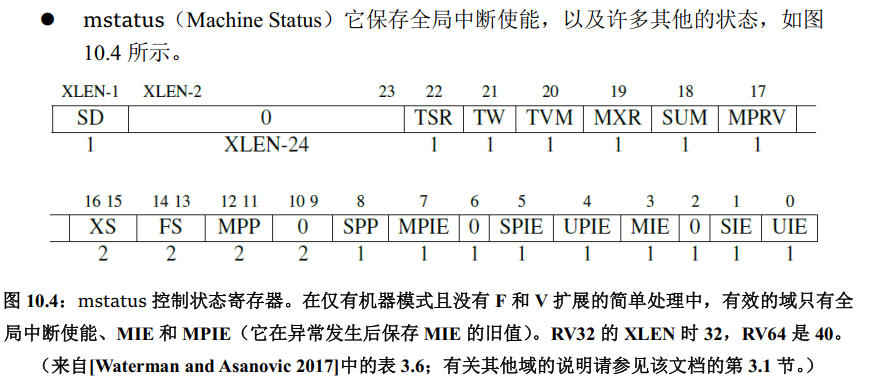 ● mstatus（Machine Status）它保存全局中断使能，以及许多其他的状态，如图
10.4 所示。
XLEN-1 XLEN-2 23 22 21 20 19 18 17
SD 0 TSR TW TVM MXR SUM MPRV
1 XLEN-24 1 1 1 1 1 1
16 15 14 13 12 11 10 9 8 7 6 5 4 3 2 1 0
XS FS MPP 0 SPP MPIE 0 SPIE UPIE MIE 0 SIE UIE
2 2 2 2 1 1 1 1 1 1 1 1 1
图 10.4：mstatus 控制状态寄存器。在仅有机器模式且没有 F 和 V 扩展的简单处理中，有效的域只有全
局中断使能、MIE 和 MPIE（它在异常发生后保存 MIE 的旧值）。RV32 的 XLEN 时 32，RV64 是 40。
（来自[Waterman and Asanovic 2017]中的表 3.6；有关其他域的说明请参见该文档的第 3.1 节。）